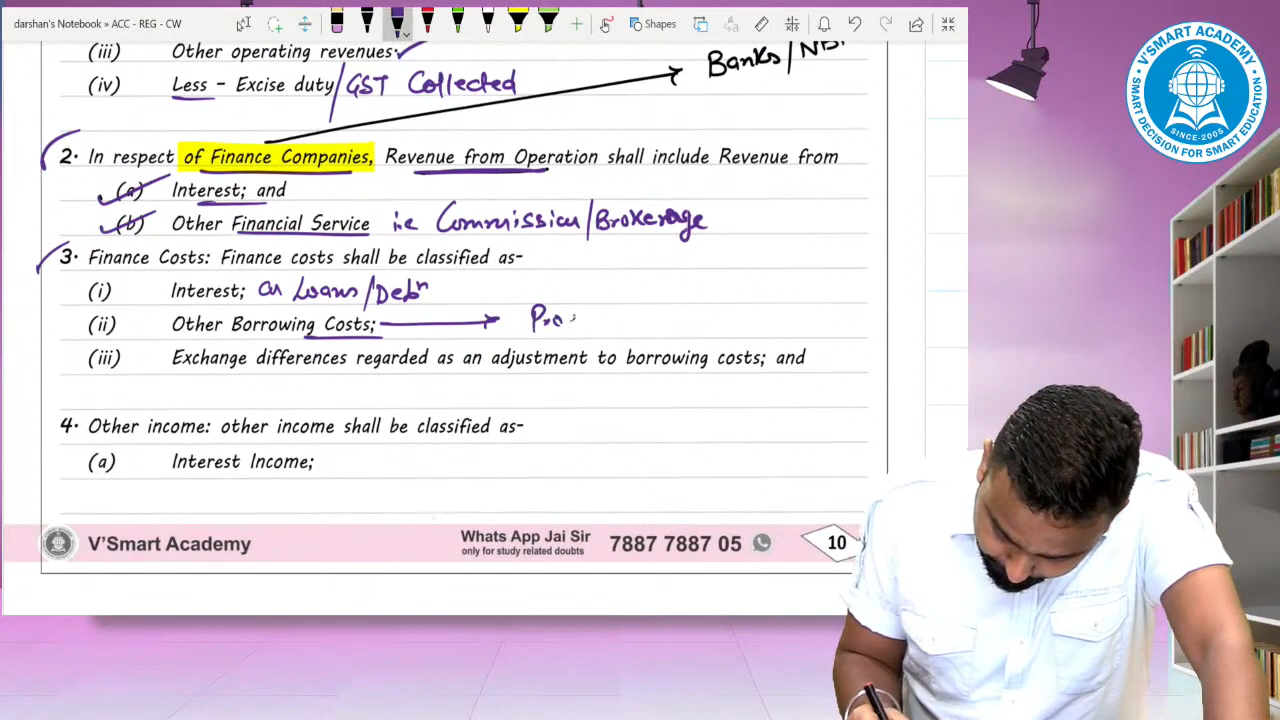 darshan's Notebook » ACC - REG - CW
Shapes
(iii) Other operating revenues
Banks/NB
(iv) Less - Excise duty/GST Collected
2. In respect of Finance Companies, Revenue from Operation shall include Revenue from
(a) Interest; and
(b) Other Financial Service i.e Commission/Brokerage
3. Finance Costs: Finance costs shall be classified as-
(i) Interest; on Loans/Debn
(ii) Other Borrowing Costs;
(iii) Exchange differences regarded as an adjustment to borrowing costs; and
4. Other income: other income shall be classified as-
(a) Interest Income;
V'Smart Academy
Whats App Jai Sir
only for study related doubts
7887 7887 05
10
V'SMART ACADEMY
SINCE-2005
SMART DECISION FOR SMART EDUCATION